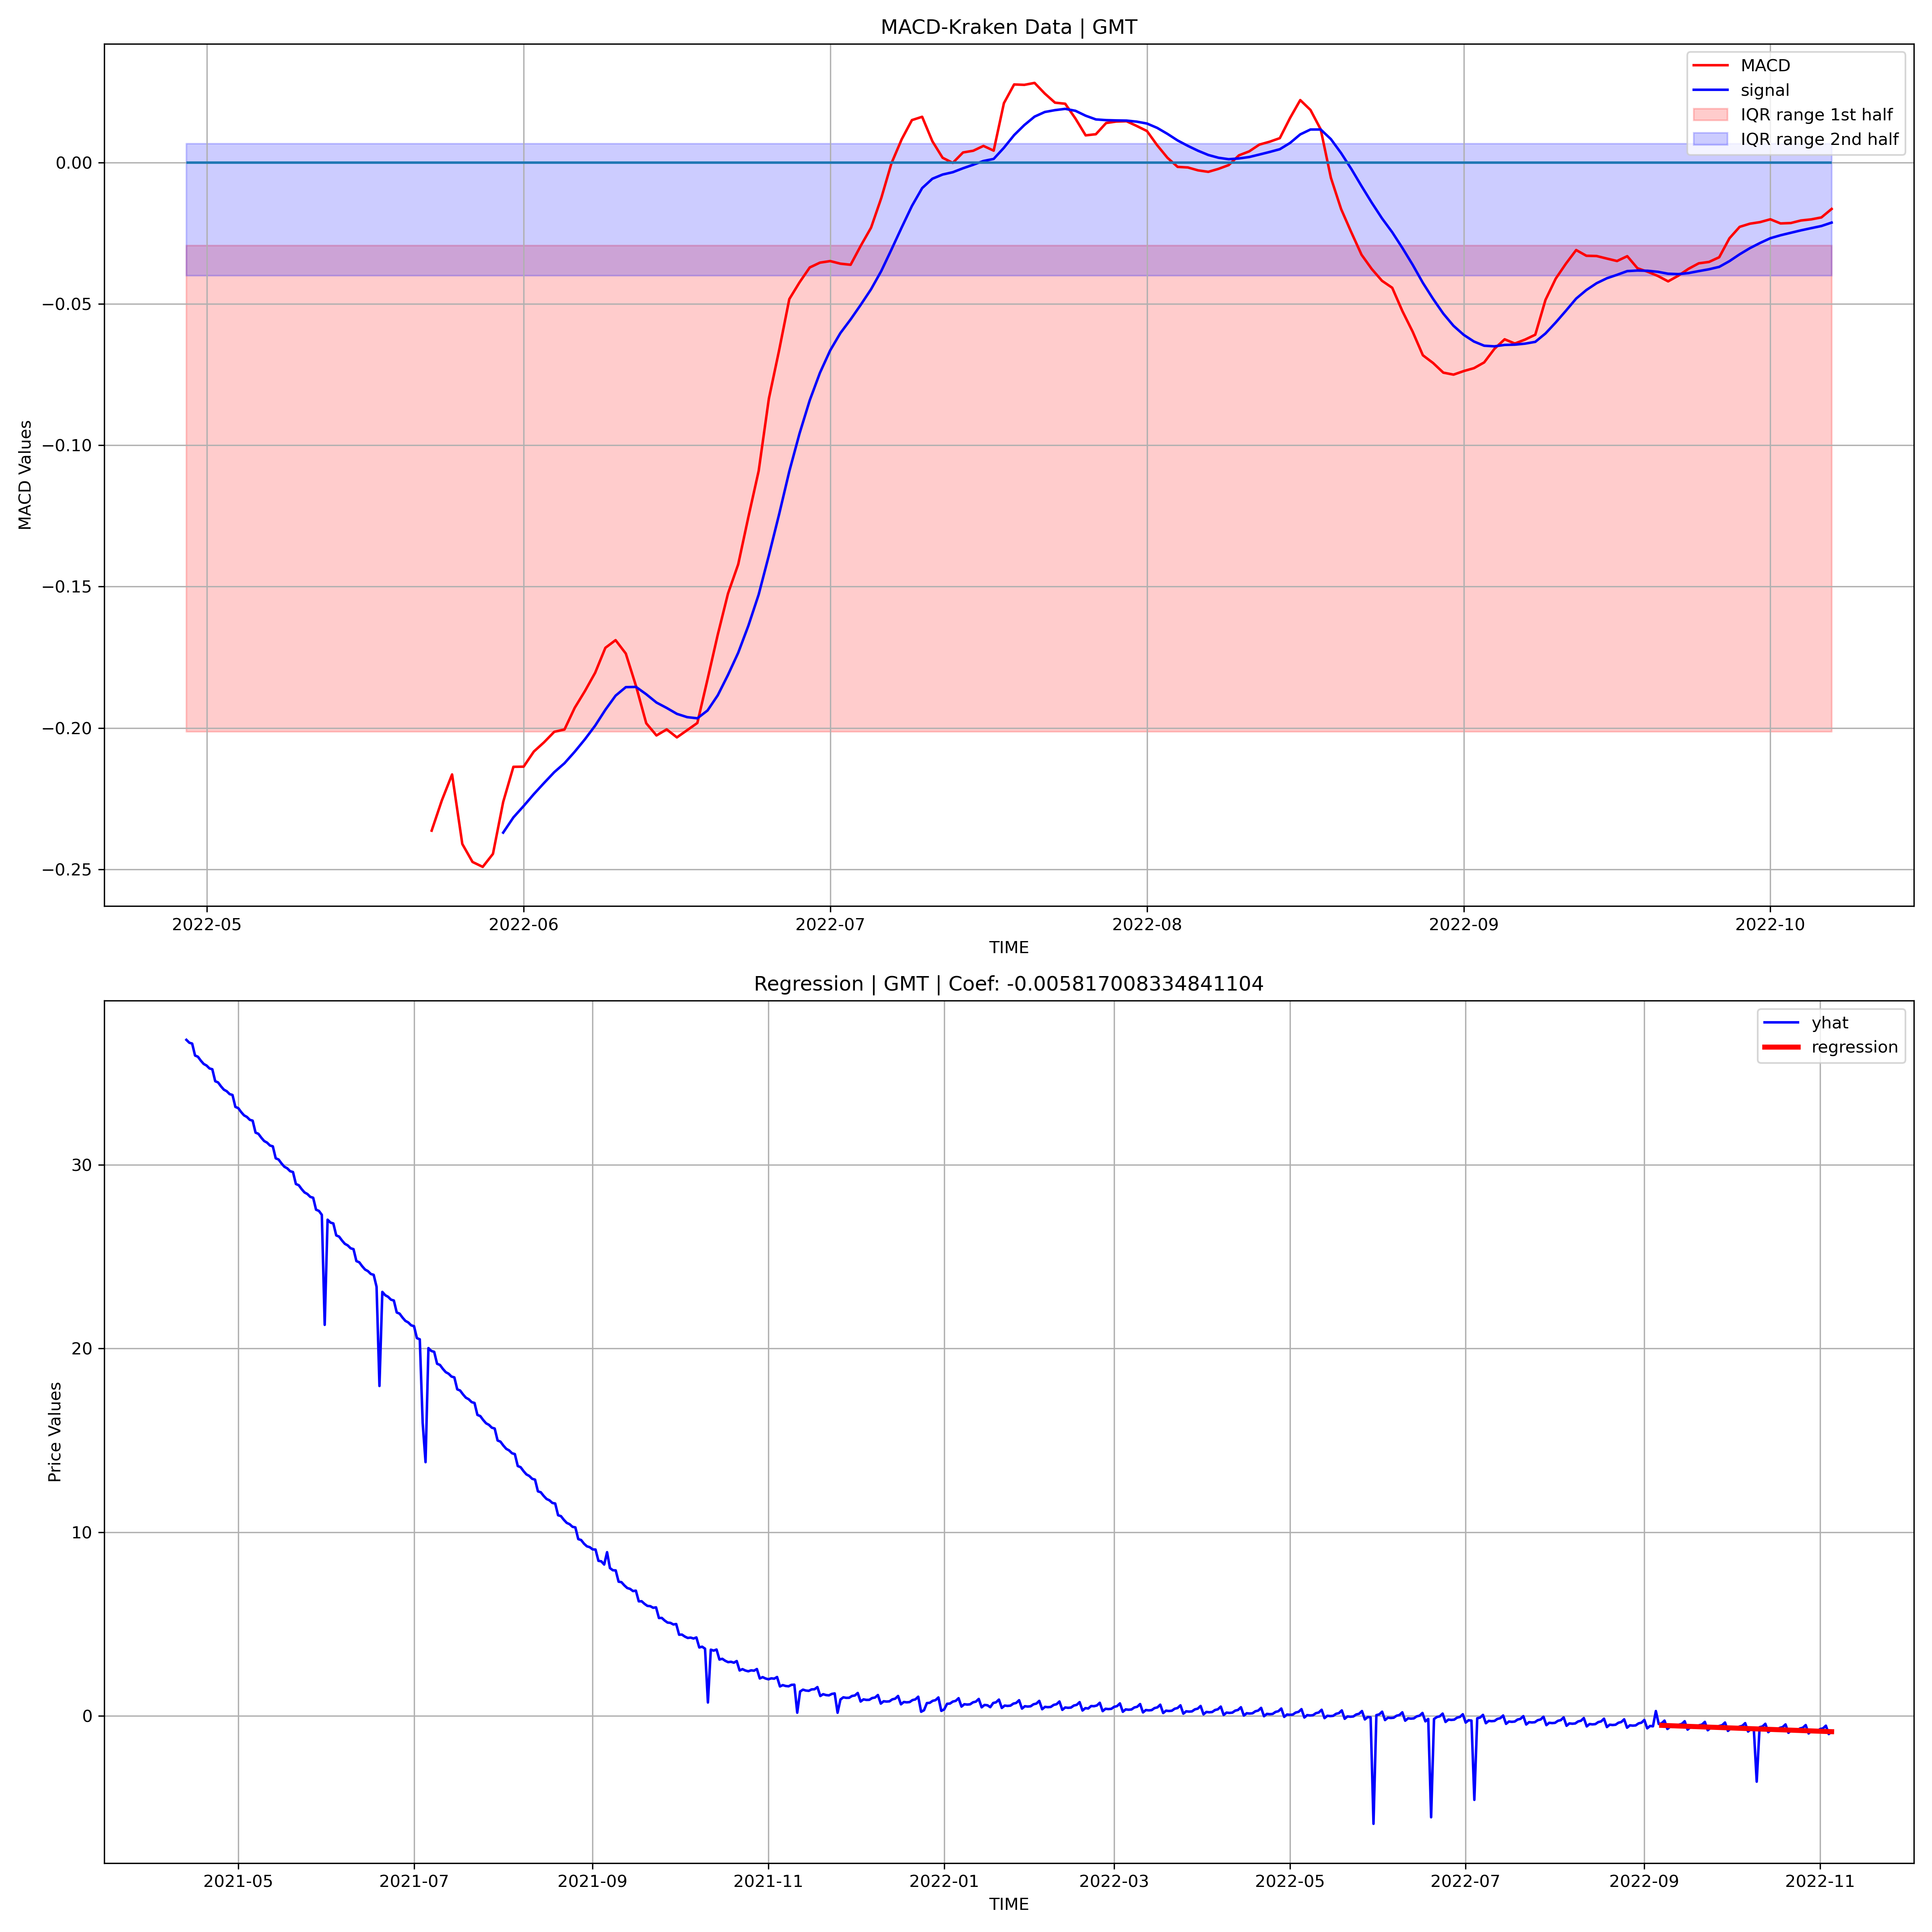 MACD-Kraken Data | GMT
MACD
signal
IQR range 1st half
IQR range 2nd half
0.00
−0.05
−0.10
−0.15
−0.20
−0.25
MACD Values
2022-05 2022-06 2022-07 2022-08 2022-09 2022-10
TIME
Regression | GMT | Coef: -0.005817008334841104
yhat
regression
30
20
10
0
Price Values
2021-05 2021-07 2021-09 2021-11 2022-01 2022-03 2022-05 2022-07 2022-09 2022-11
TIME